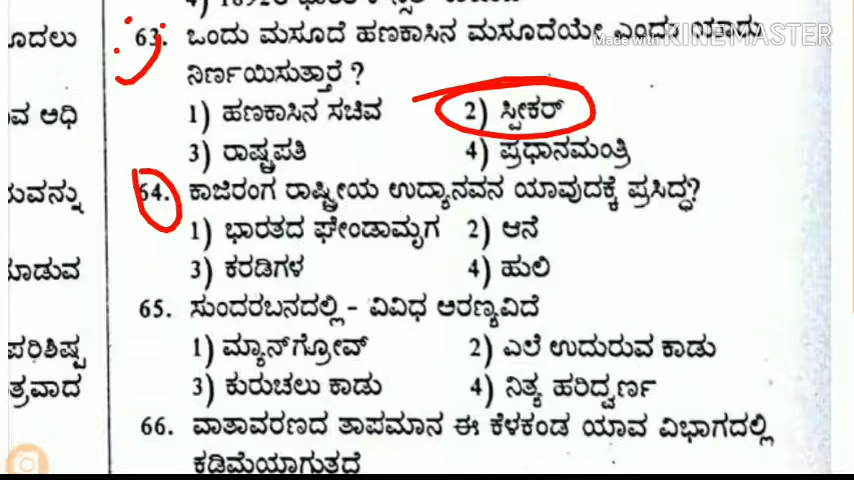 ೂದಲು
63. ಒಂದು ಮಸೂದೆ ಹಣಕಾಸಿನ ಮಸೂದೆಯೇ ಎಂದು ಯಾರು
Made with KINEMASTER
ನಿರ್ಣಯಿಸುತ್ತಾರೆ ?
ವ ಆಧಿ
1) ಹಣಕಾಸಿನ ಸಚಿವ 2) ಸ್ಪೀಕರ್
3) ರಾಷ್ಟ್ರಪತಿ 4) ಪ್ರಧಾನಮಂತ್ರಿ
ುವನ್ನು
64. ಕಾಜಿರಂಗ ರಾಷ್ಟ್ರೀಯ ಉದ್ಯಾನವನ ಯಾವುದಕ್ಕೆ ಪ್ರಸಿದ್ಧ?
1) ಭಾರತದ ಘೇಂಡಾಮೃಗ 2) ಆನೆ
ಮಾಡುವ
3) ಕರಡಿಗಳ 4) ಹುಲಿ
65. ಸುಂದರಬನದಲ್ಲಿ - ವಿವಿಧ ಅರಣ್ಯವಿದೆ
ಪರಿಶಿಷ್ಟ
1) ಮ್ಯಾನ್‌ಗ್ರೋವ್ 2) ಎಲೆ ಉದುರುವ ಕಾಡು
ತ್ರವಾದ
3) ಕುರುಚಲು ಕಾಡು 4) ನಿತ್ಯ ಹರಿದ್ವರ್ಣ
66. ವಾತಾವರಣದ ತಾಪಮಾನ ಈ ಕೆಳಕಂಡ ಯಾವ ವಿಭಾಗದಲ್ಲಿ
ಕಡಿಮೆಯಾಗುತ್ತದೆ